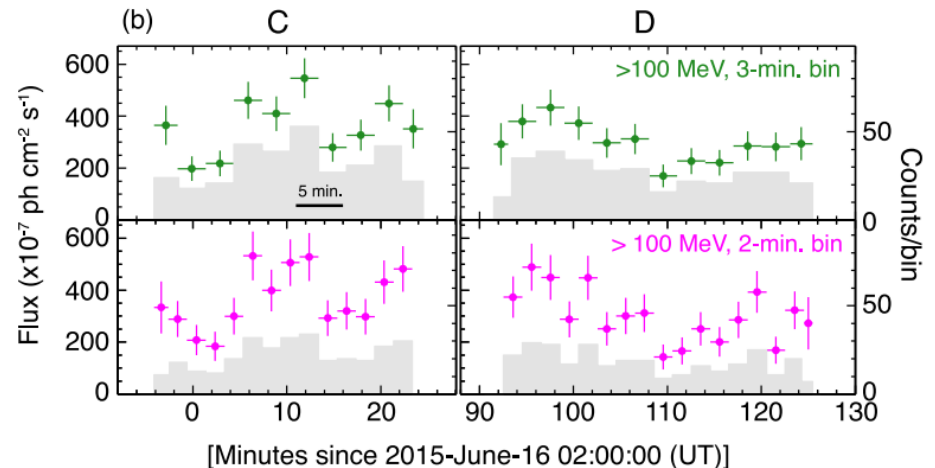 (b) C D
600 >100 MeV, 3-min. bin
400
50
200 5 min.
0 0
600 > 100 MeV, 2-min. bin
400
50
200
0 0
0 10 20 90 100 110 120 130
[Minutes since 2015-June-16 02:00:00 (UT)]
Flux (x10⁻⁷ ph cm⁻² s⁻¹)
Counts/bin